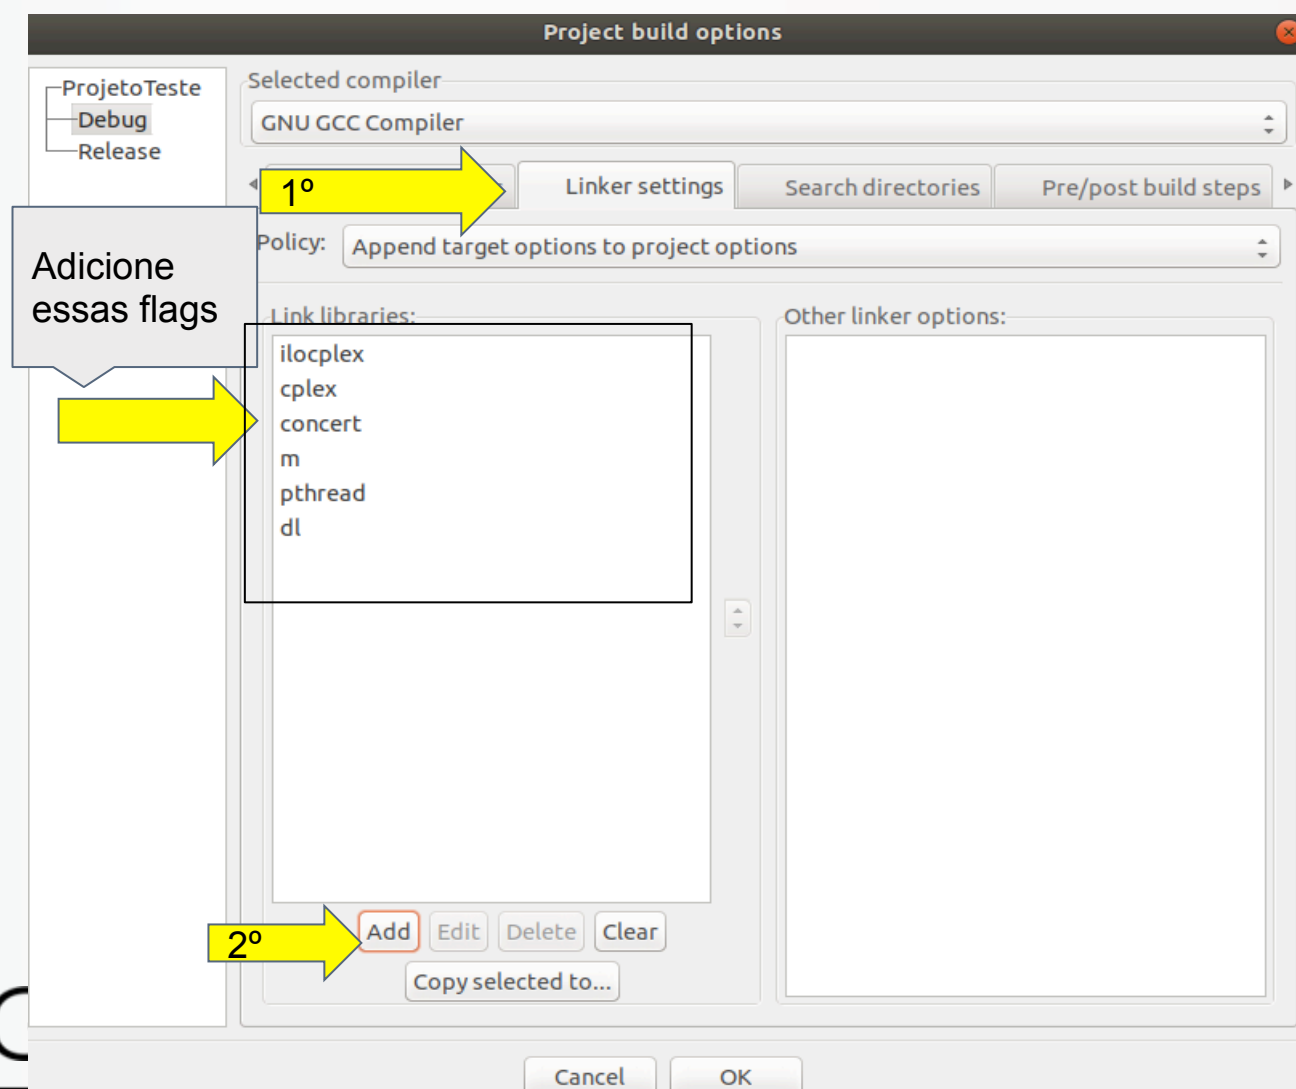 Project build options
ProjetoTeste
Debug
Release
Selected compiler
GNU GCC Compiler
1º
Linker settings
Search directories
Pre/post build steps
Policy:
Append target options to project options
Adicione
essas flags
Link libraries:
ilocplex
cplex
concert
m
pthread
dl
Other linker options:
2º
Add
Edit
Delete
Clear
Copy selected to...
Cancel
OK